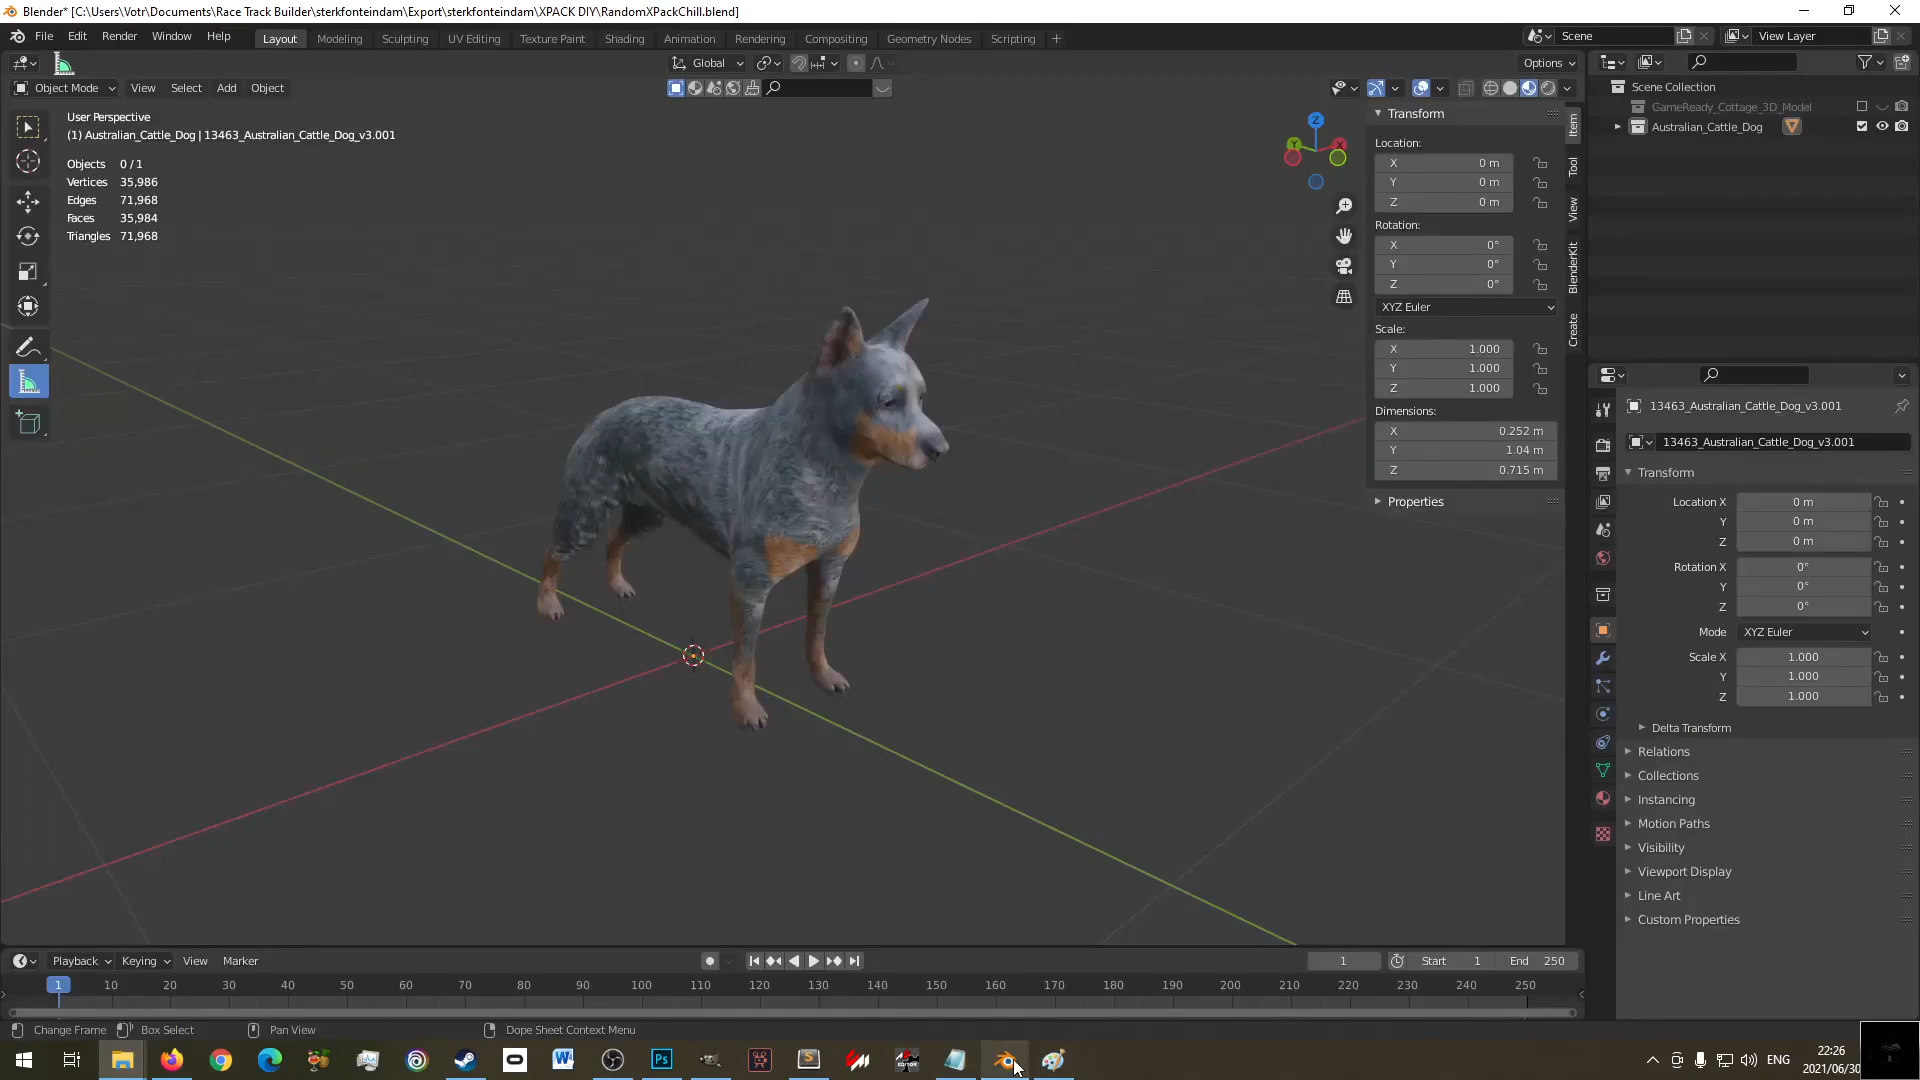 Blender* [C:\Users\Votr\Documents\Race Track Builder\sterkfonteindam\Export\sterkfonteindam\XPACK DIY\RandomXPackChill.blend]
File Edit Render Window Help
Layout Modeling Sculpting UV Editing Texture Paint Shading Animation Rendering Compositing Geometry Nodes Scripting
Scene
View Layer
Global
Options
Object Mode View Select Add Object
User Perspective
(1) Australian_Cattle_Dog | 13463_Australian_Cattle_Dog_v3.001
Objects 0 / 1
Vertices 35,986
Edges 71,968
Faces 35,984
Triangles 71,968
Z
Y
X
Transform
Location:
X 0 m
Y 0 m
Z 0 m
Rotation:
X 0°
Y 0°
Z 0°
XYZ Euler
Scale:
X 1.000
Y 1.000
Z 1.000
Dimensions:
X 0.252 m
Y 1.04 m
Z 0.715 m
Properties
Item
Tool
View
BlenderKit
Create
Scene Collection
GameReady_Cottage_3D_Model
Australian_Cattle_Dog
13463_Australian_Cattle_Dog_v3.001
13463_Australian_Cattle_Dog_v3.001
Transform
Location X 0 m
Y 0 m
Z 0 m
Rotation X 0°
Y 0°
Z 0°
Mode XYZ Euler
Scale X 1.000
Y 1.000
Z 1.000
Delta Transform
Relations
Collections
Instancing
Motion Paths
Visibility
Viewport Display
Line Art
Custom Properties
Playback Keying View Marker
1
Start 1
End 250
1 10 20 30 40 50 60 70 80 90 100 110 120 130 140 150 160 170 180 190 200 210 220 230 240 250
Change Frame Box Select Pan View Dope Sheet Context Menu
ENG
22:26
2021/06/30